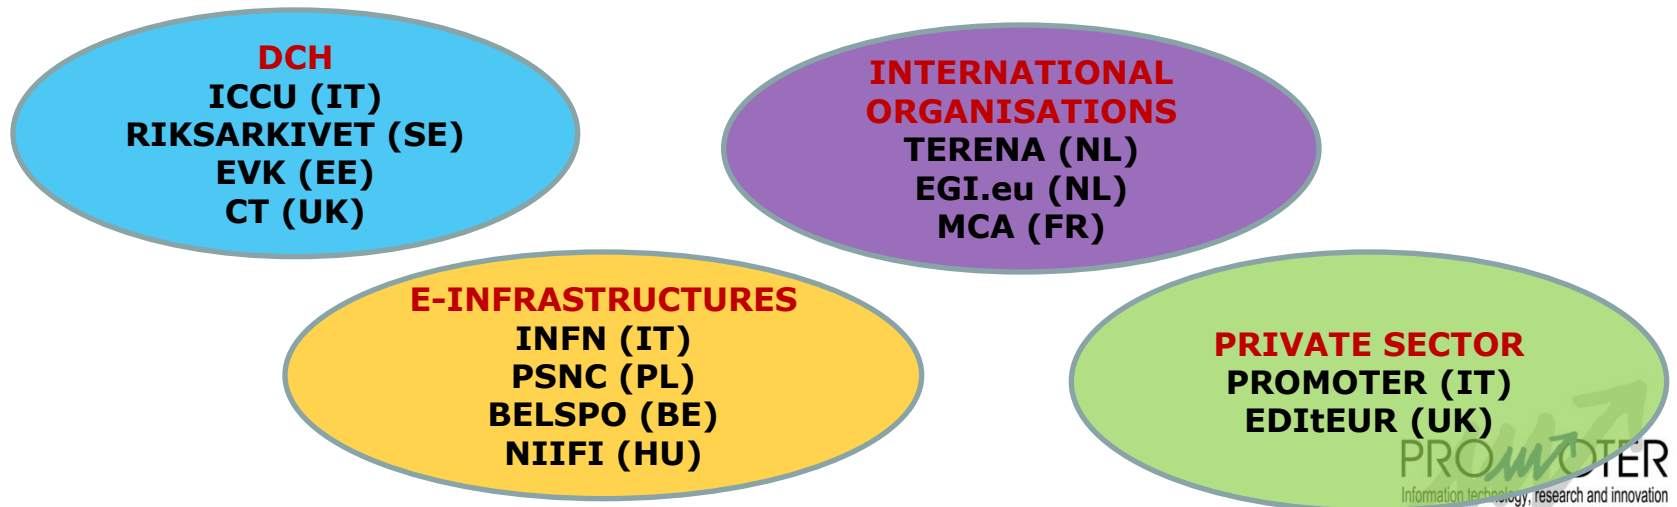 DCH
ICCU (IT)
RIKSARKIVET (SE)
EVK (EE)
CT (UK)
INTERNATIONAL
ORGANISATIONS
TERENA (NL)
EGI.eu (NL)
MCA (FR)
E-INFRASTRUCTURES
INFN (IT)
PSNC (PL)
BELSPO (BE)
NIIFI (HU)
PRIVATE SECTOR
PROMOTER (IT)
EDItEUR (UK)
PROMOTER
Information technology, research and innovation